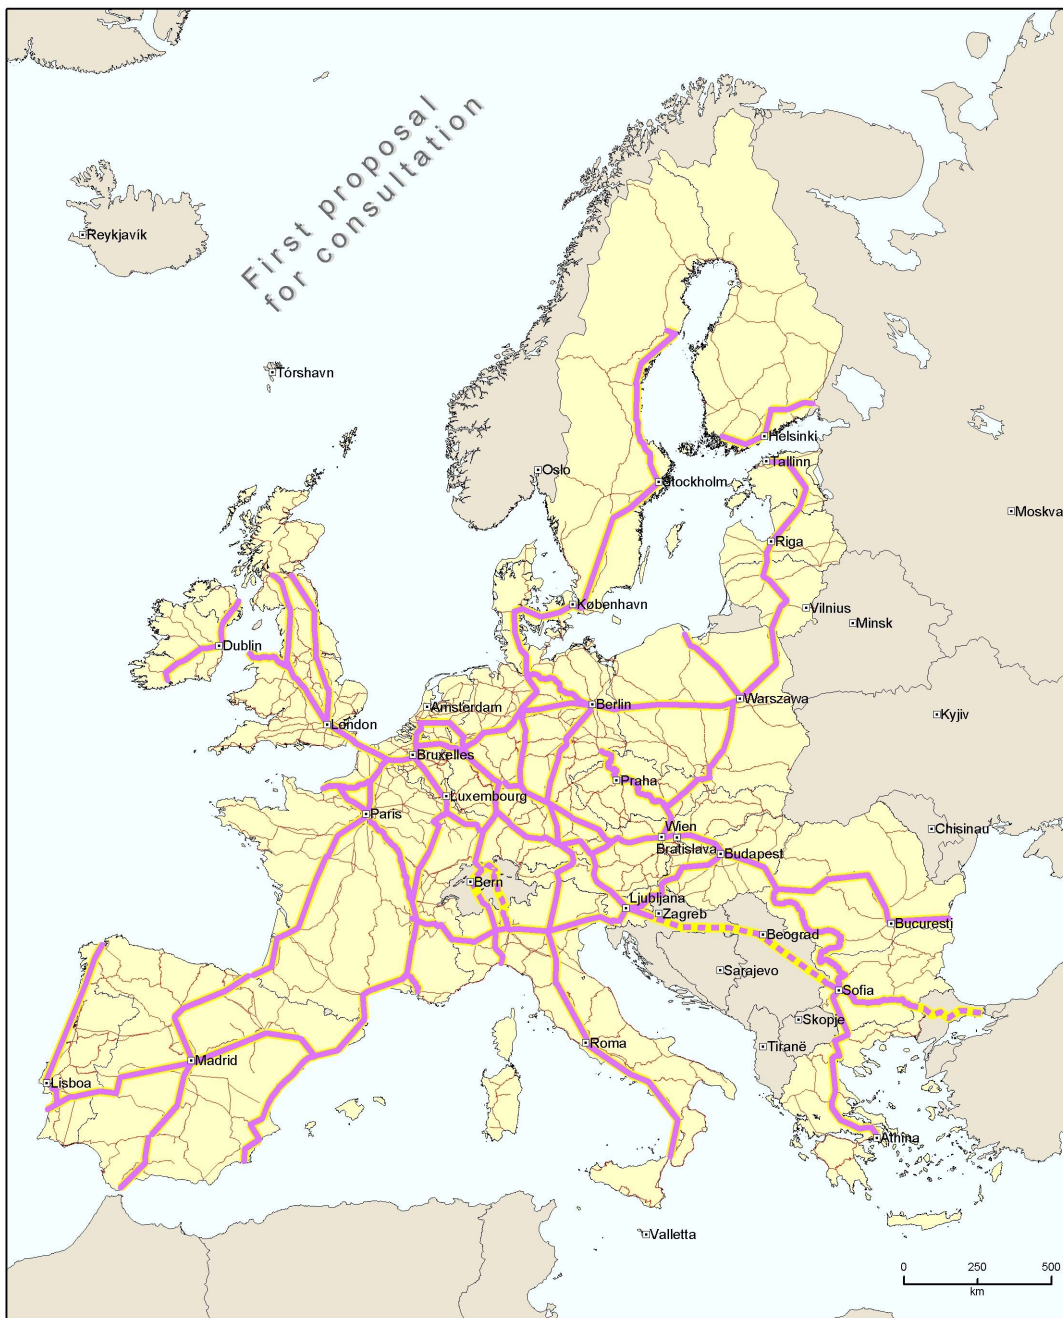 First proposal
for consultation
Reykjavík
Tórshavn
Helsinki
Tallinn
Oslo
Stockholm
Moskva
Riga
København
Vilnius
Minsk
Dublin
Amsterdam
Berlin
Warszawa
Kyjiv
London
Bruxelles
Praha
Luxembourg
Paris
Wien
Chisinau
Bratislava
Budapest
Bern
Ljubljana
Zagreb
Bucuresti
Beograd
Sarajevo
Sofia
Skopje
Roma
Tiranë
Madrid
Lisboa
Athina
Valletta
0 250 500
km